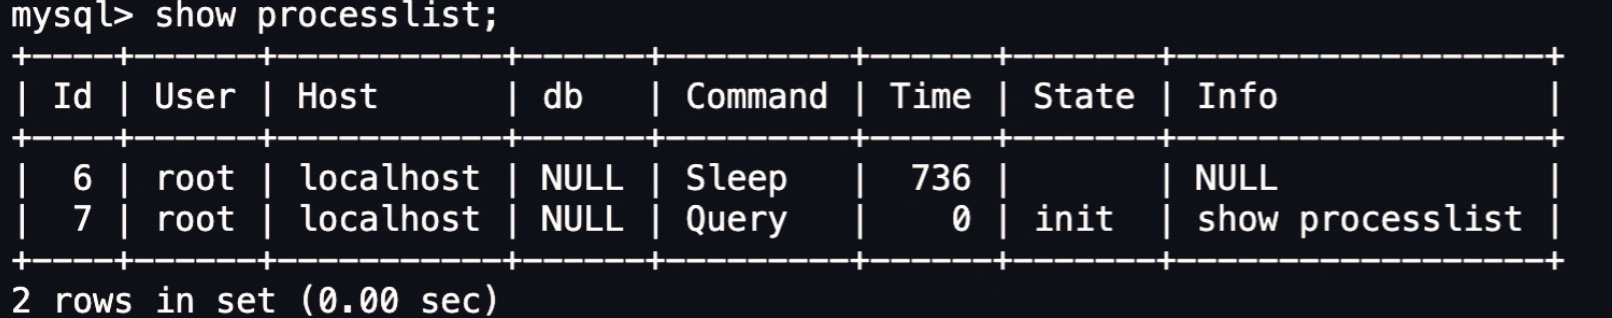 mysql> show processlist;
+----+------+-----------+------+---------+------+-------+------------------+
| Id | User | Host      | db   | Command | Time | State | Info             |
+----+------+-----------+------+---------+------+-------+------------------+
|  6 | root | localhost | NULL | Sleep   |  736 |       | NULL             |
|  7 | root | localhost | NULL | Query   |    0 | init  | show processlist |
+----+------+-----------+------+---------+------+-------+------------------+
2 rows in set (0.00 sec)